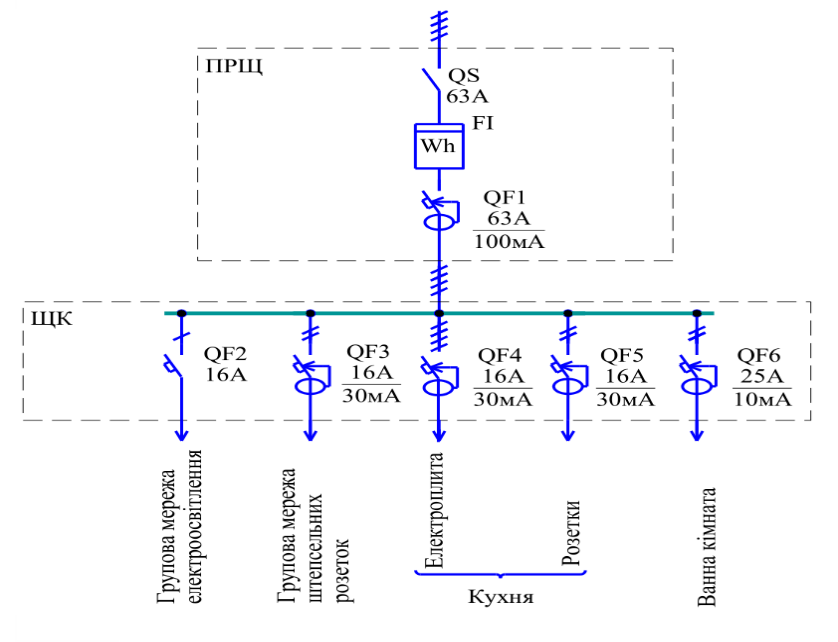 ПРЩ
QS
63А
FI
Wh
QF1
63А
100мА
ЩК
QF2
16А
QF3
16А
30мА
QF4
16А
30мА
QF5
16А
30мА
QF6
25А
10мА
Групова мережа
електроосвітлення
Групова мережа
штепсельних
розеток
Електроплита
Розетки
Ванна кімната
Кухня